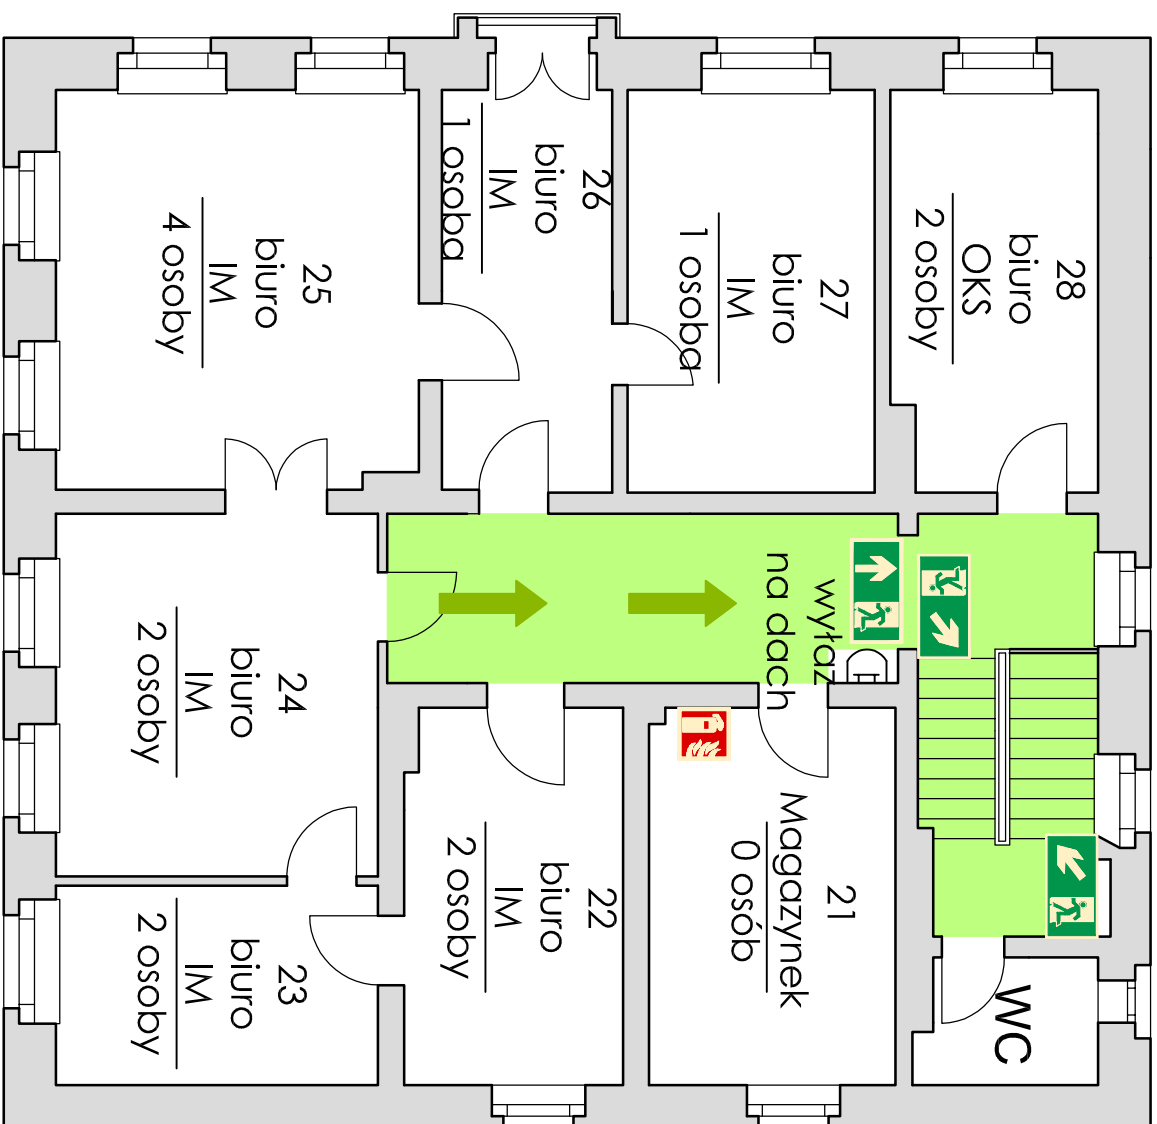 25
biuro
IM
4 osoby
26
biuro
IM
1 osoba
27
biuro
IM
1 osoba
28
biuro
OKS
2 osoby
wyłaz
na dach
24
biuro
IM
2 osoby
23
biuro
IM
2 osoby
22
biuro
IM
2 osoby
21
Magazynek
0 osób
WC